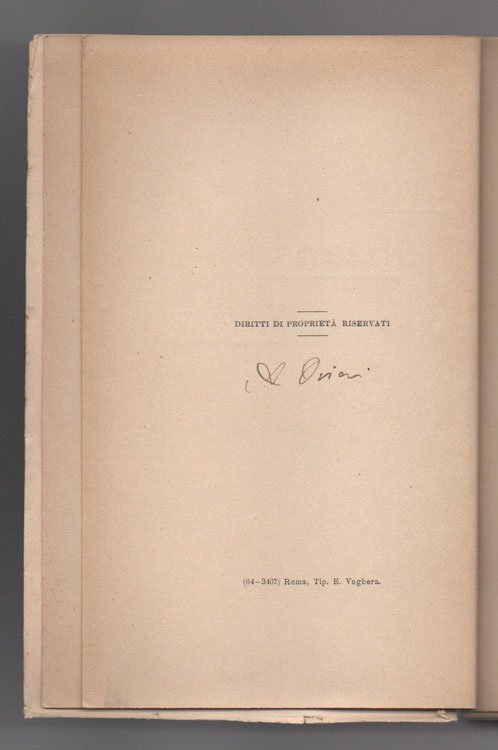 DIRITTI DI PROPRIETÀ RISERVATI
(04—3407) Roma, Tip. E. Voghera.